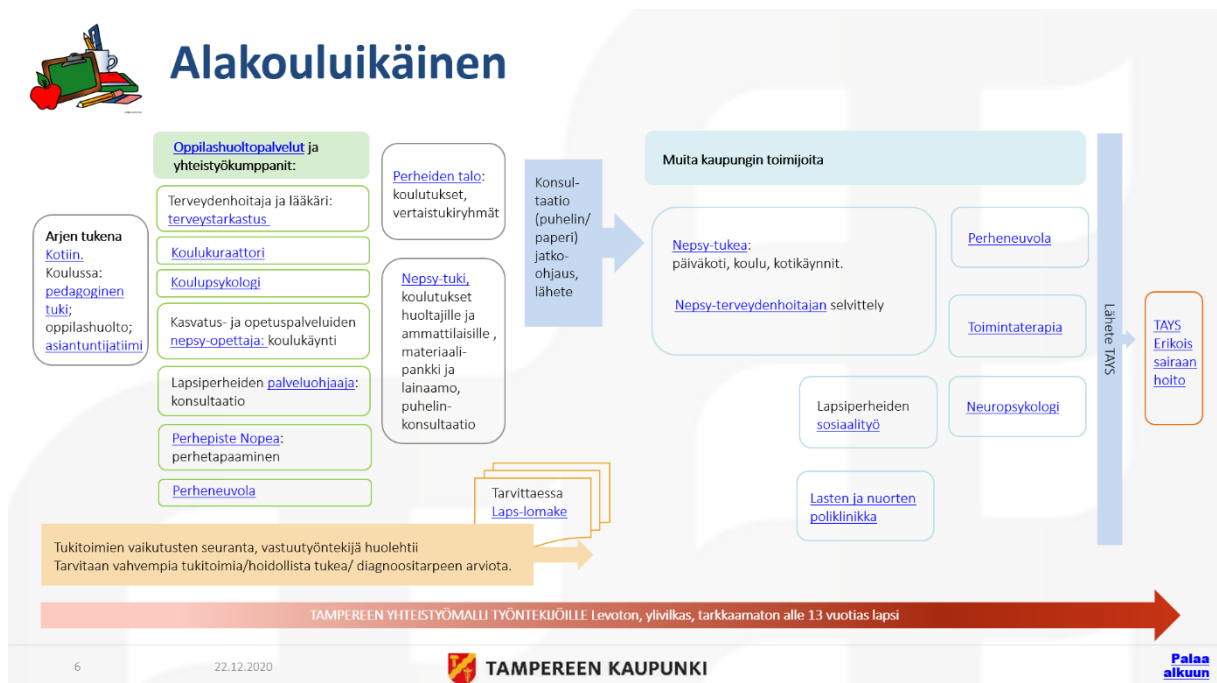 Alakouluikäinen
Arjen tukena
Kotiin.
Koulussa:
pedagoginen
tuki;
oppilashuolto;
asiantuntijatiimi
Oppilashuoltopalvelut ja
yhteistyökumppanit:
Terveydenhoitaja ja lääkäri:
terveystarkastus
Koulukuraattori
Koulupsykologi
Kasvatus- ja opetuspalveluiden
nepsy-opettaja: koulukäynti
Lapsiperheiden palveluohjaaja:
konsultaatio
Perhepiste Nopea:
perhetapaaminen
Perheneuvola
Perheiden talo:
koulutukset,
vertaistukiryhmät
Nepsy-tuki,
koulutukset
huoltajille ja
ammattilaisille ,
materiaali-
pankki ja
lainaamo,
puhelin-
konsultaatio
Tarvittaessa
Laps-lomake
Konsul-
taatio
(puhelin/
paperi)
jatko-
ohjaus,
lähete
Muita kaupungin toimijoita
Nepsy-tukea:
päiväkoti, koulu, kotikäynnit.
Nepsy-terveydenhoitajan selvittely
Perheneuvola
Toimintaterapia
Lapsiperheiden
sosiaalityö
Neuropsykologi
Lasten ja nuorten
poliklinikka
Lähete TAYS
TAYS
Erikois
sairaan
hoito
Tukitoimien vaikutusten seuranta, vastuutyöntekijä huolehtii
Tarvitaan vahvempia tukitoimia/hoidollista tukea/ diagnoositarpeen arviota.
TAMPEREEN YHTEISTYÖMALLI TYÖNTEKIJÖILLE Levoton, ylivilkas, tarkkaamaton alle 13 vuotias lapsi
6
22.12.2020
TAMPEREEN KAUPUNKI
Palaa
alkuun